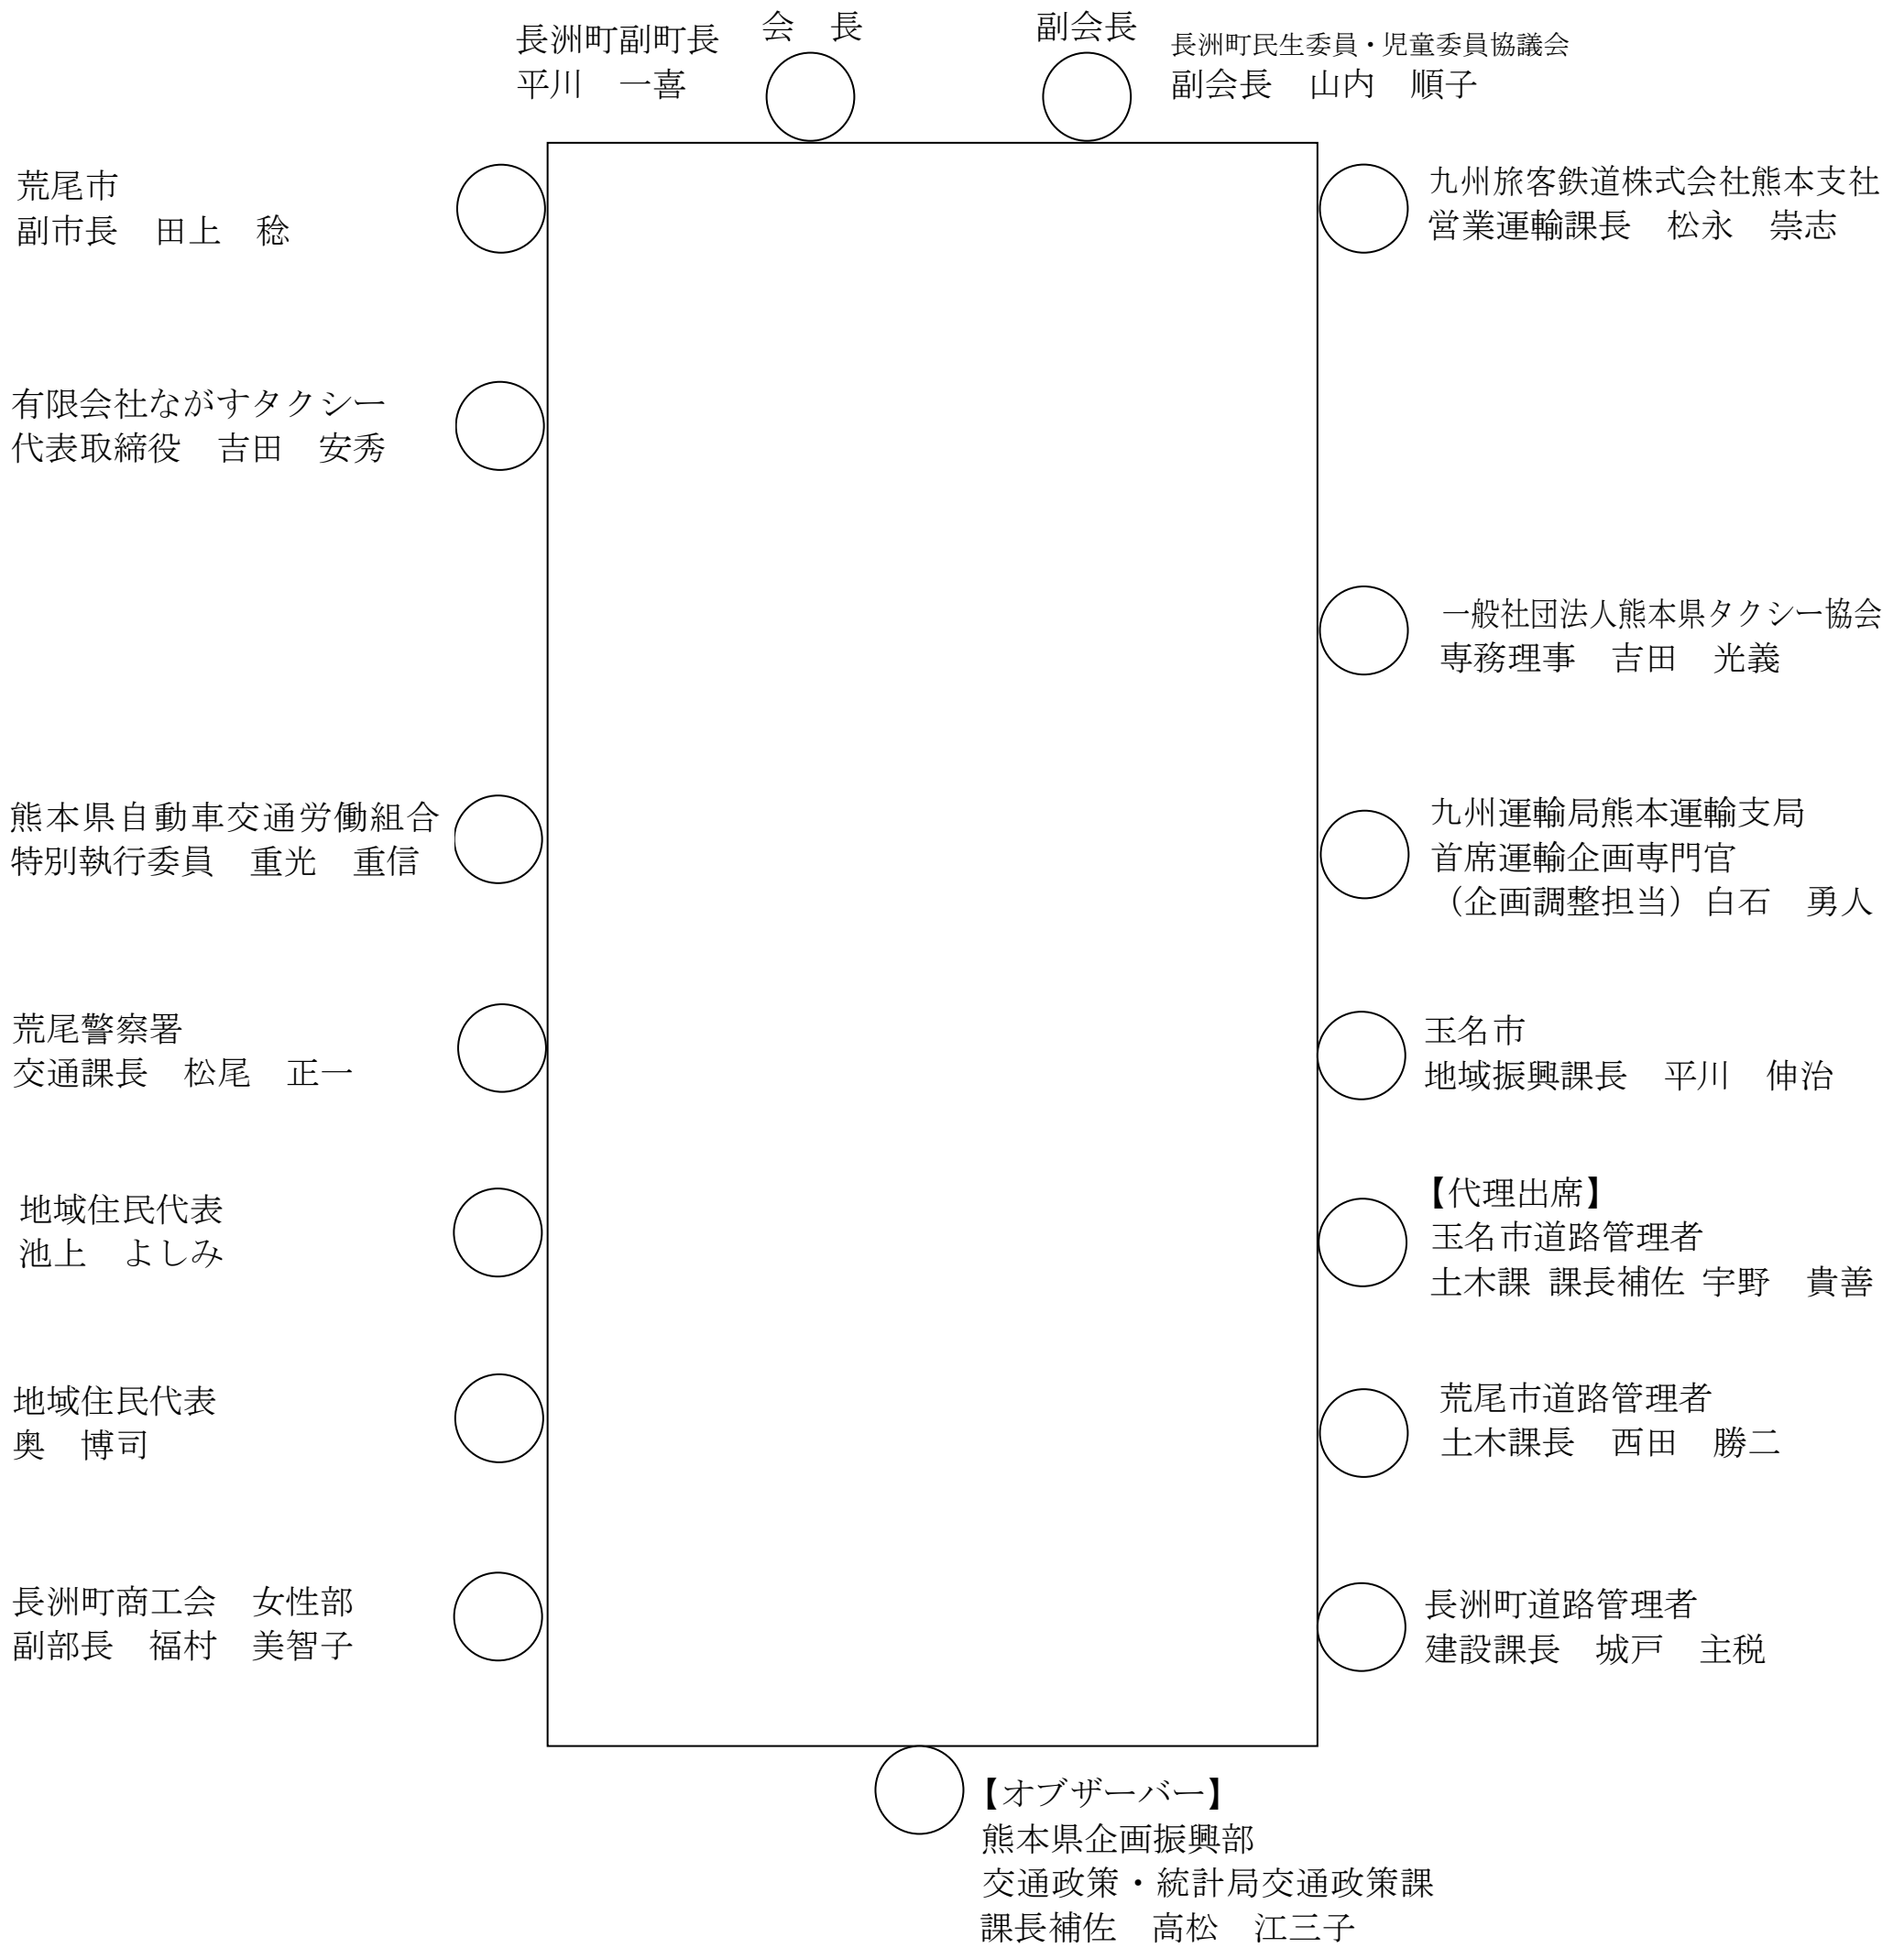 長洲町副町長
平川　一喜
会　長
副会長
長洲町民生委員・児童委員協議会
副会長　山内　順子
荒尾市
副市長　田上　稔
有限会社ながすタクシー
代表取締役　吉田　安秀
熊本県自動車交通労働組合
特別執行委員　重光　重信
荒尾警察署
交通課長　松尾　正一
地域住民代表
池上　よしみ
地域住民代表
奥　博司
長洲町商工会　女性部
副部長　福村　美智子
九州旅客鉄道株式会社熊本支社
営業運輸課長　松永　崇志
一般社団法人熊本県タクシー協会
専務理事　吉田　光義
九州運輸局熊本運輸支局
首席運輸企画専門官
（企画調整担当）白石　勇人
玉名市
地域振興課長　平川　伸治
【代理出席】
玉名市道路管理者
土木課 課長補佐 宇野　貴善
荒尾市道路管理者
土木課長　西田　勝二
長洲町道路管理者
建設課長　城戸　主税
【オブザーバー】
熊本県企画振興部
交通政策・統計局交通政策課
課長補佐　高松　江三子